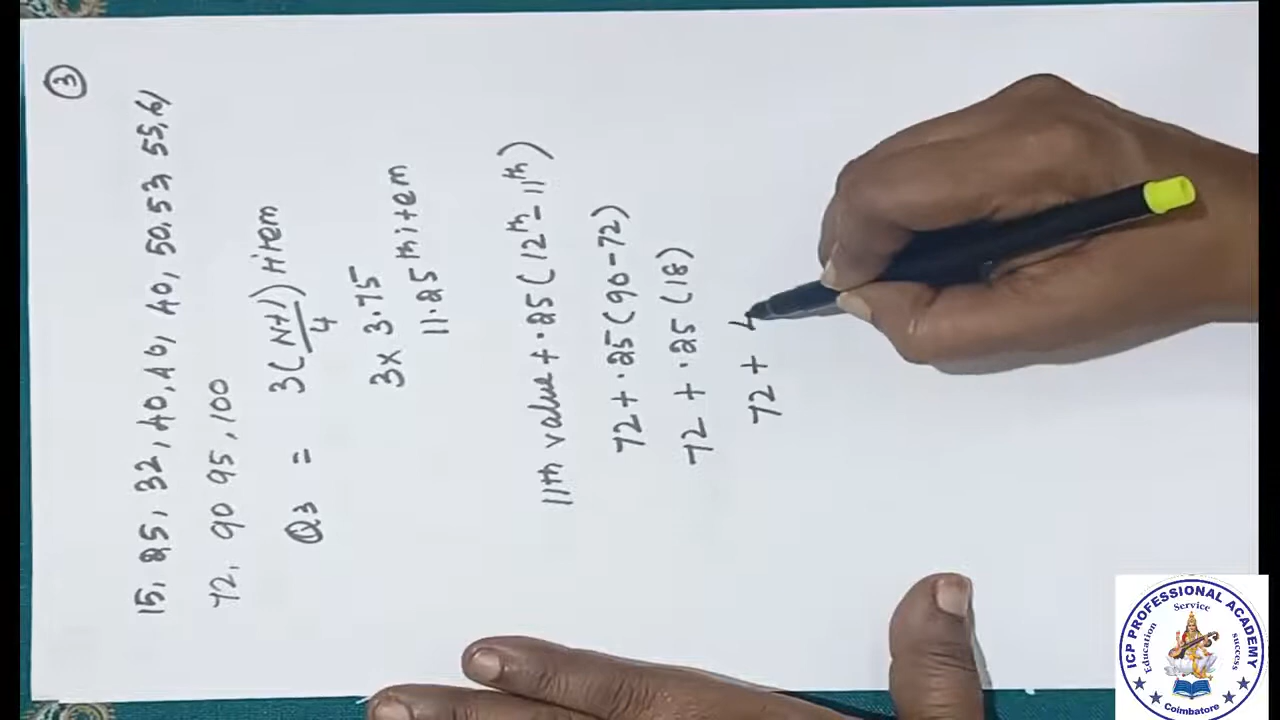 3
15, 25, 32, 40, 40, 40, 50, 53, 55, 61
72, 90 95, 100
Q3 = 3(N+1/4)th item
3 x 3.75
11.25th item
11th value + .25 (12th - 11th)
72 + .25 (90 - 72)
72 + .25 (18)
72 + 4
ICP PROFESSIONAL ACADEMY
Service
Education
success
Coimbatore